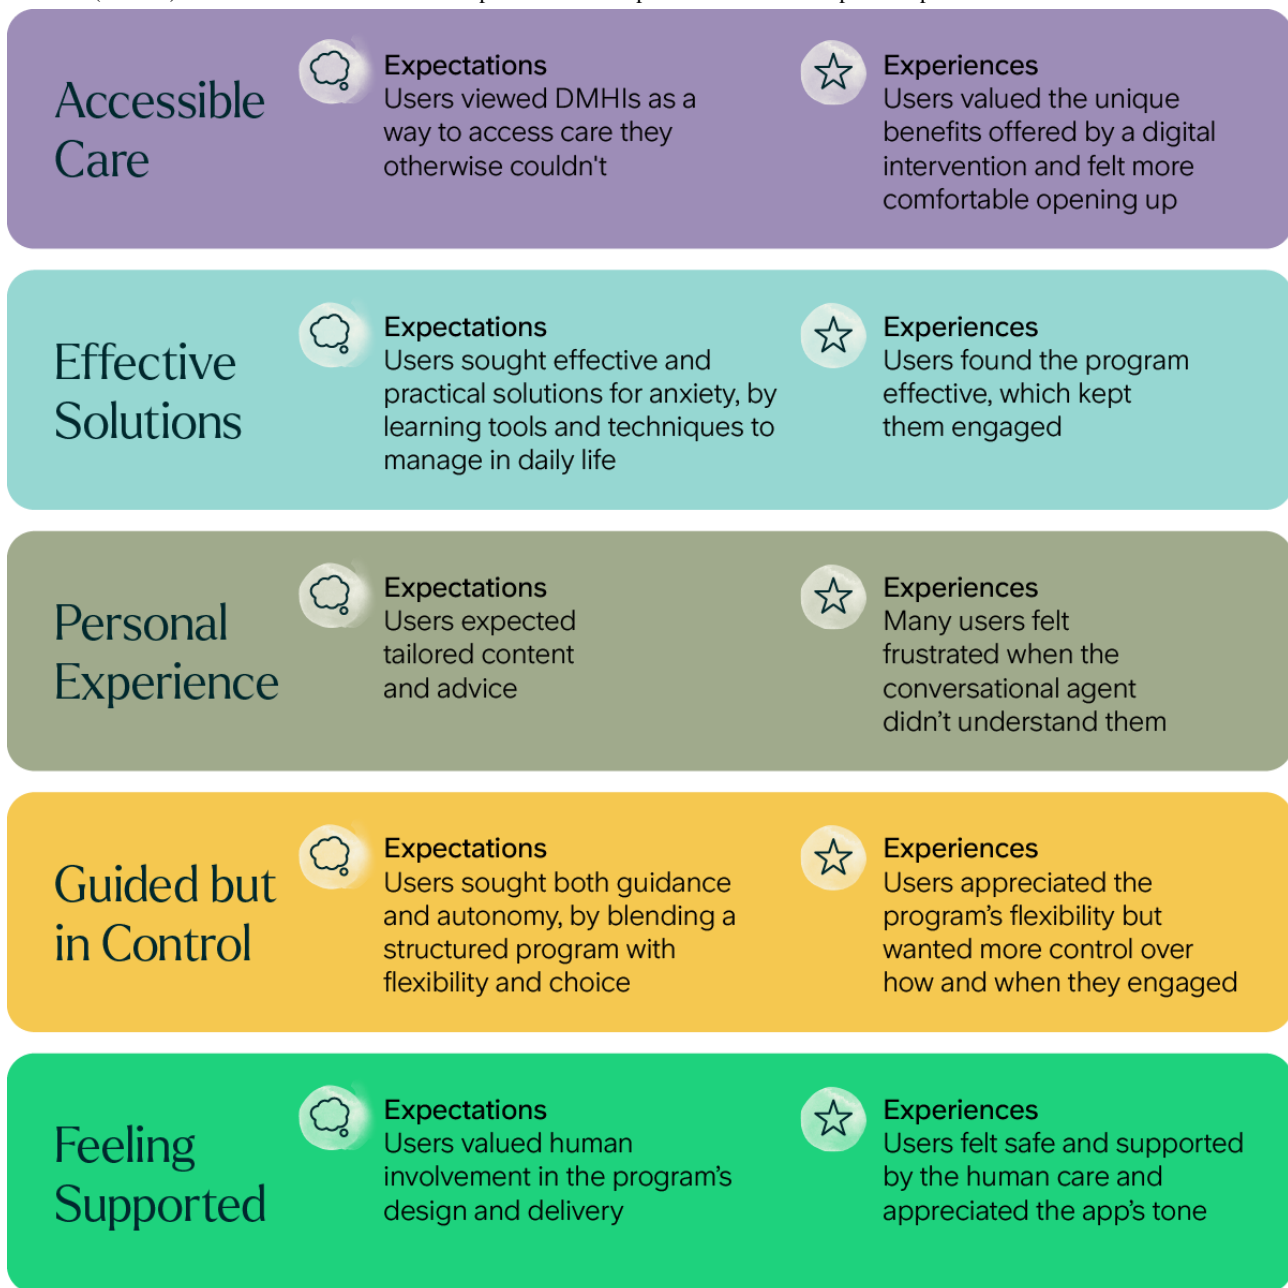 Accessible
Care
Expectations
Users viewed DMHIs as a
way to access care they
otherwise couldn't
Experiences
Users valued the unique
benefits offered by a digital
intervention and felt more
comfortable opening up
Effective
Solutions
Expectations
Users sought effective and
practical solutions for anxiety, by
learning tools and techniques to
manage in daily life
Experiences
Users found the program
effective, which kept
them engaged
Personal
Experience
Expectations
Users expected
tailored content
and advice
Experiences
Many users felt
frustrated when the
conversational agent
didn’t understand them
Guided but
in Control
Expectations
Users sought both guidance
and autonomy, by blending a
structured program with
flexibility and choice
Experiences
Users appreciated the
program’s flexibility but
wanted more control over
how and when they engaged
Feeling
Supported
Expectations
Users valued human
involvement in the program’s
design and delivery
Experiences
Users felt safe and supported
by the human care and
appreciated the app’s tone